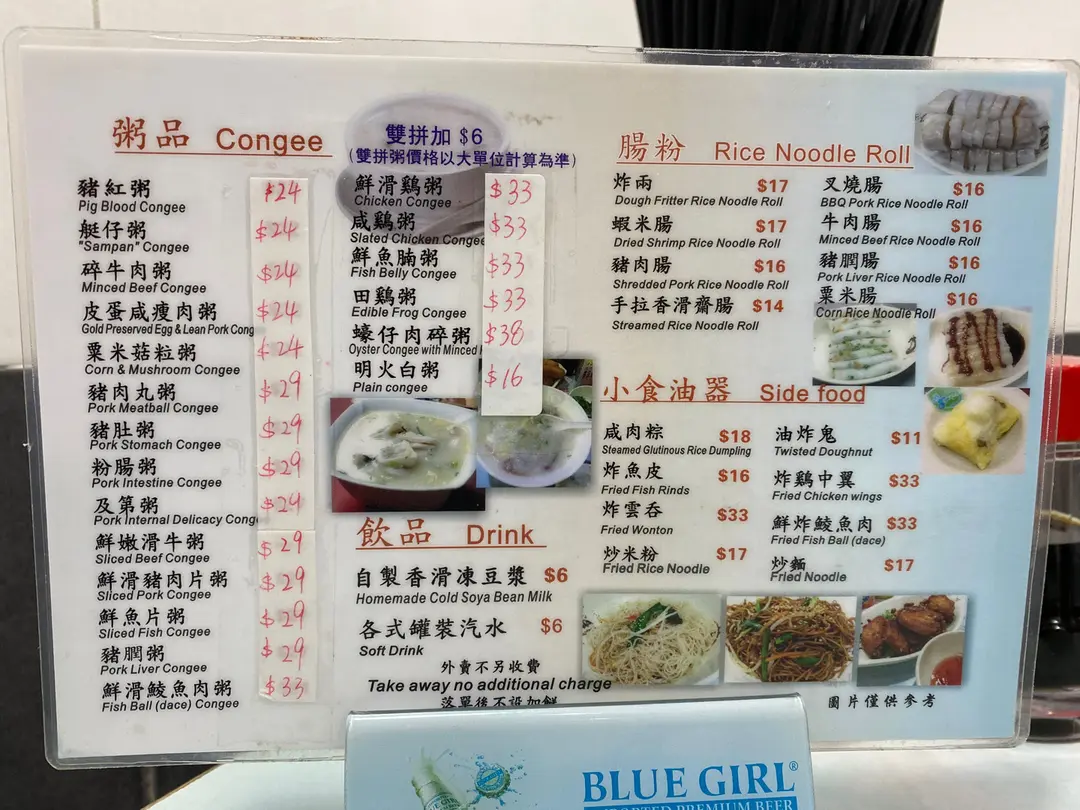 粥品 Congee
豬紅粥 $24
Pig Blood Congee
艇仔粥 $24
"Sampan" Congee
碎牛肉粥 $24
Minced Beef Congee
皮蛋咸瘦肉粥 $24
Gold Preserved Egg & Lean Pork Cong
粟米菇粒粥 $24
Corn & Mushroom Congee
豬肉丸粥 $29
Pork Meatball Congee
豬肚粥 $29
Pork Stomach Congee
粉腸粥 $29
Pork Intestine Congee
及第粥 $24
Pork Internal Delicacy Cong
鮮嫩滑牛粥 $29
Sliced Beef Congee
鮮滑豬肉片粥 $29
Sliced Pork Congee
鮮魚片粥 $29
Sliced Fish Congee
豬膶粥 $29
Pork Liver Congee
鮮滑鯪魚肉粥 $33
Fish Ball (dace) Congee
雙拼加 $6
(雙拼粥價格以大單位計算為準)
鮮滑鷄粥 $33
Chicken Congee
咸鷄粥 $33
Slated Chicken Congee
鮮魚腩粥 $33
Fish Belly Congee
田鷄粥 $33
Edible Frog Congee
蠔仔肉碎粥 $38
Oyster Congee with Minced
明火白粥 $16
Plain congee
飲品 Drink
自製香滑凍豆漿 $6
Homemade Cold Soya Bean Milk
各式罐裝汽水 $6
Soft Drink
外賣不另收費
Take away no additional charge
落單後不設加餸
腸粉 Rice Noodle Roll
炸兩 $17
Dough Fritter Rice Noodle Roll
蝦米腸 $17
Dried Shrimp Rice Noodle Roll
豬肉腸 $16
Shredded Pork Rice Noodle Roll
手拉香滑齋腸 $14
Streamed Rice Noodle Roll
叉燒腸 $16
BBQ Pork Rice Noodle Roll
牛肉腸 $16
Minced Beef Rice Noodle Roll
豬膶腸 $16
Pork Liver Rice Noodle Roll
粟米腸 $16
Corn Rice Noodle Roll
小食油器 Side food
咸肉粽 $18
Steamed Glutinous Rice Dumpling
炸魚皮 $16
Fried Fish Rinds
炸雲吞 $33
Fried Wonton
炒米粉 $17
Fried Rice Noodle
油炸鬼 $11
Twisted Doughnut
炸鷄中翼 $33
Fried Chicken wings
鮮炸鯪魚肉 $33
Fried Fish Ball (dace)
炒麵 $17
Fried Noodle
圖片僅供參考
BLUE GIRL®
IMPORTED PREMIUM BEER